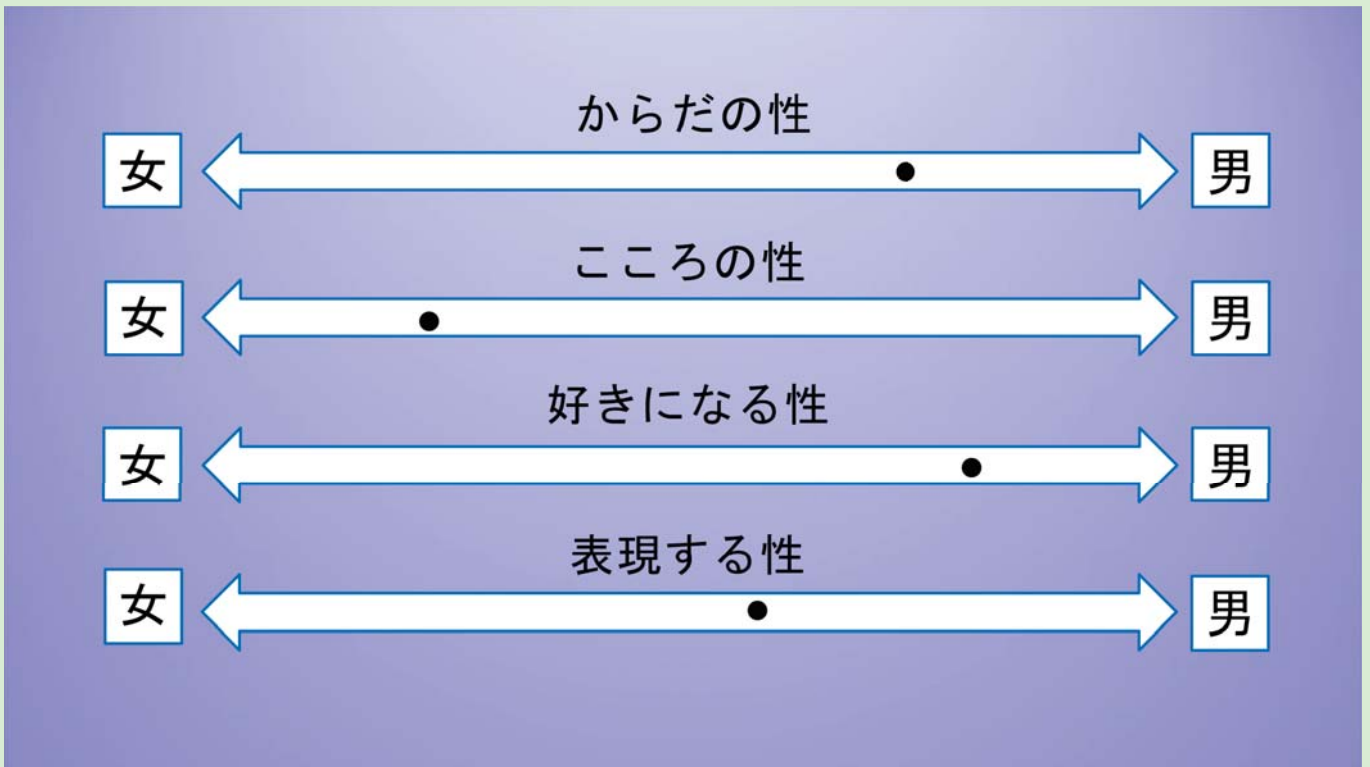 からだの性
女 男
こころの性
女 男
好きになる性
女 男
表現する性
女 男